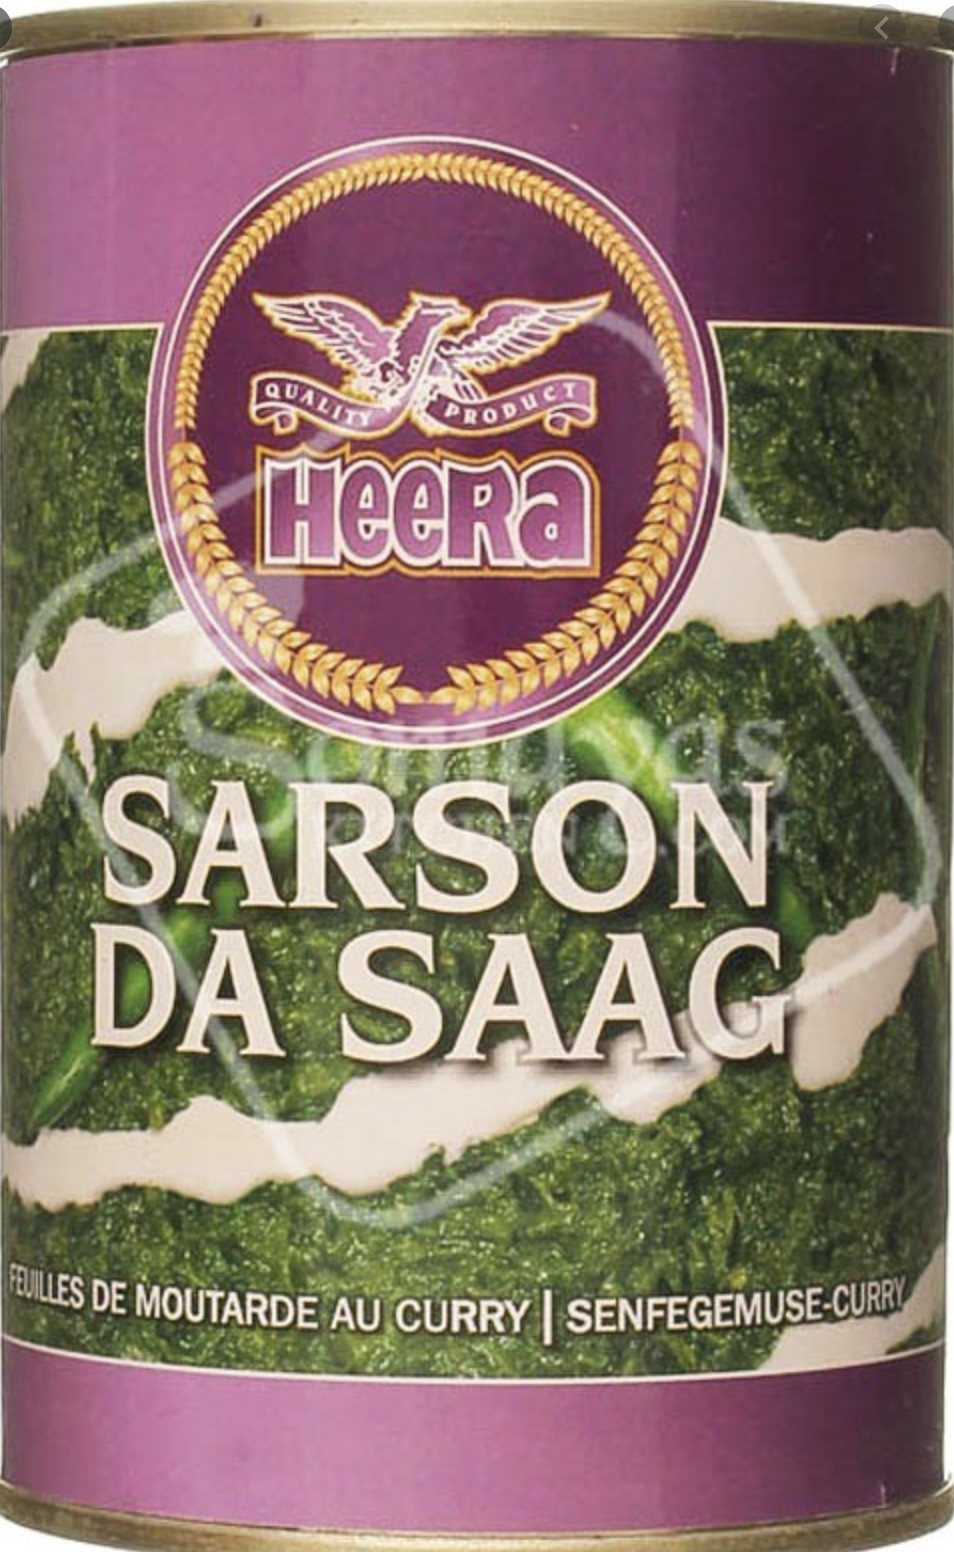 QUALITY PRODUCT
HeeRa
SARSON
DA SAAG
FEUILLES DE MOUTARDE AU CURRY | SENFEGEMUSE-CURRY